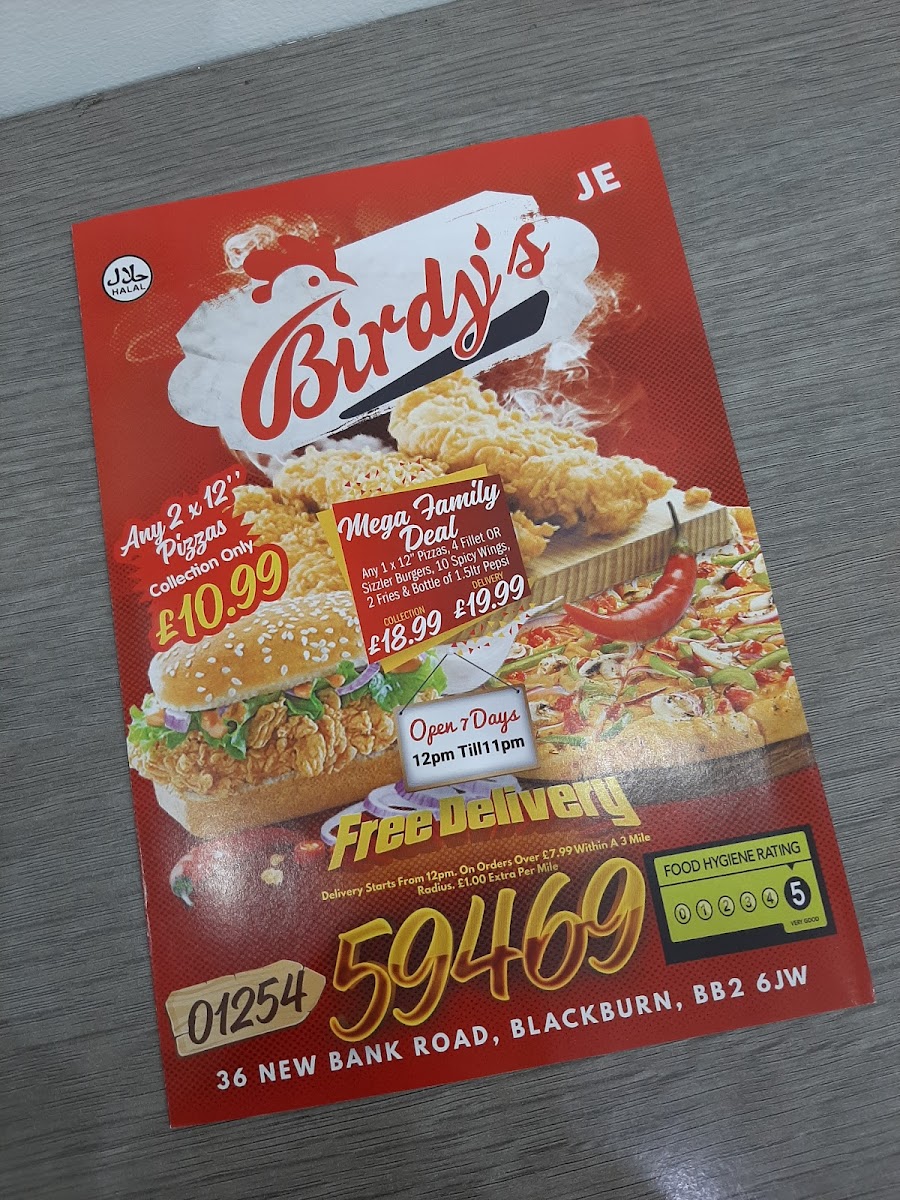 JE
حلال
HALAL
Birdy's
Any 2 x 12''
Pizzas
Collection Only
£10.99
Mega Family
Deal
Any 1 x 12" Pizzas, 4 Fillet OR
Sizzler Burgers, 10 Spicy Wings,
2 Fries & Bottle of 1.5ltr Pepsi
COLLECTION
£18.99
DELIVERY
£19.99
Open 7 Days
12pm Till 11pm
Free Delivery
Delivery Starts From 12pm. On Orders Over £7.99 Within A 3 Mile
Radius. £1.00 Extra Per Mile
FOOD HYGIENE RATING
0 1 2 3 4 5
VERY GOOD
01254 59469
36 NEW BANK ROAD, BLACKBURN, BB2 6JW